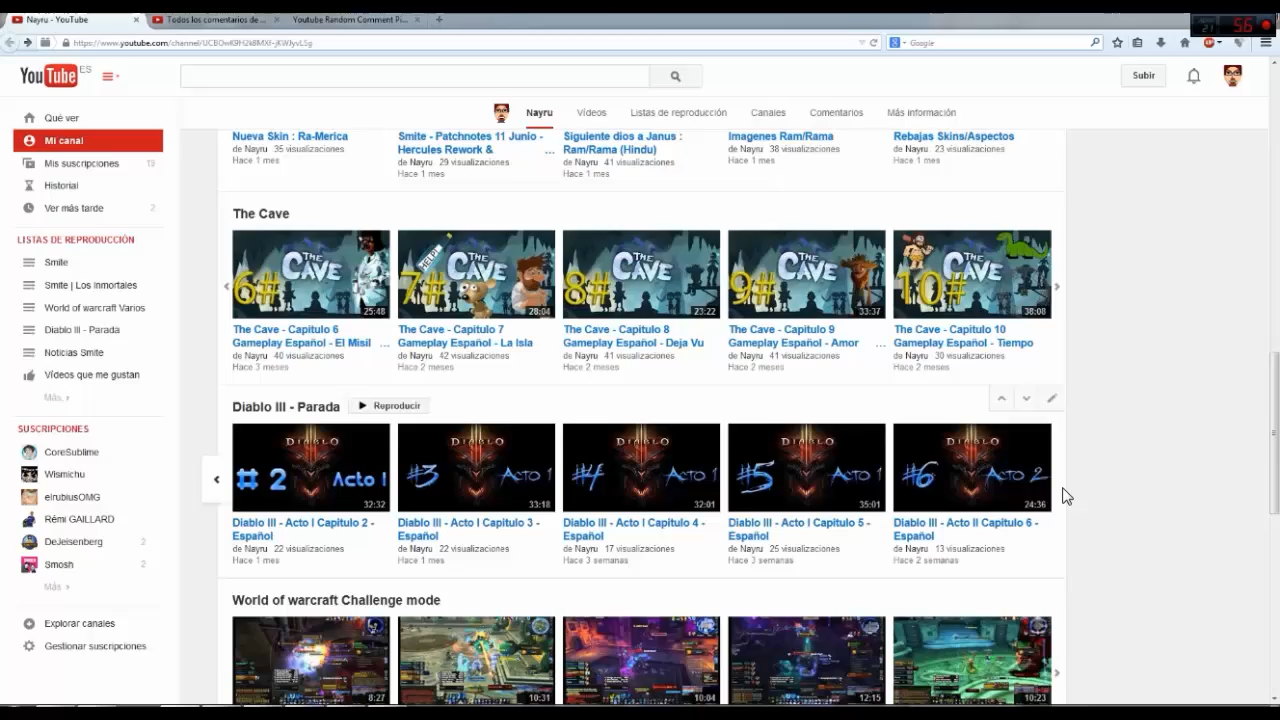 Nayru - YouTube
Todos los comentarios de ...
Youtube Random Comment Pi...
https://www.youtube.com/channel/
Google
56
YouTube ES
Subir
Nayru
Vídeos
Listas de reproducción
Canales
Comentarios
Más información
Qué ver
Mi canal
Mis suscripciones 19
Historial
Ver más tarde 2
LISTAS DE REPRODUCCIÓN
Smite
Smite | Los Inmortales
World of warcraft Varios
Diablo III - Parada
Noticias Smite
Vídeos que me gustan
Más
SUSCRIPCIONES
CoreSublime
Wismichu
elrubiusOMG
Rémi GAILLARD
DeJeisenberg 2
Smosh 2
Más
Explorar canales
Gestionar suscripciones
Nueva Skin : Ra-Merica
de Nayru 35 visualizaciones
Hace 1 mes
Smite - Patchnotes 11 Junio -
Hercules Rework & ...
de Nayru 29 visualizaciones
Hace 1 mes
Siguiente dios a Janus :
Ram/Rama (Hindu)
de Nayru 41 visualizaciones
Hace 1 mes
Imagenes Ram/Rama
de Nayru 38 visualizaciones
Hace 1 mes
Rebajas Skins/Aspectos
de Nayru 23 visualizaciones
Hace 1 mes
The Cave
THE CAVE
6#
25:48
The Cave - Capitulo 6
Gameplay Español - El Misil ...
de Nayru 40 visualizaciones
Hace 3 meses
HELP!
THE CAVE
7#
28:04
The Cave - Capitulo 7
Gameplay Español - La Isla
de Nayru 42 visualizaciones
Hace 2 meses
THE CAVE
8#
23:22
The Cave - Capitulo 8
Gameplay Español - Deja Vu
de Nayru 41 visualizaciones
Hace 2 meses
THE CAVE
9#
33:37
The Cave - Capitulo 9
Gameplay Español - Amor ...
de Nayru 41 visualizaciones
Hace 2 meses
THE CAVE
10#
38:08
The Cave - Capitulo 10
Gameplay Español - Tiempo
de Nayru 30 visualizaciones
Hace 2 meses
Diablo III - Parada
Reproducir
DIABLO
# 2 Acto I
32:32
Diablo III - Acto I Capitulo 2 -
Español
de Nayru 22 visualizaciones
Hace 1 mes
DIABLO
#3 ACTO 1
33:18
Diablo III - Acto I Capitulo 3 -
Español
de Nayru 22 visualizaciones
Hace 1 mes
DIABLO
#4 ACTO 1
32:01
Diablo III - Acto I Capitulo 4 -
Español
de Nayru 17 visualizaciones
Hace 3 semanas
DIABLO
#5 ACTO 1
35:01
Diablo III - Acto I Capitulo 5 -
Español
de Nayru 25 visualizaciones
Hace 3 semanas
DIABLO
#6 ACTO 2
24:36
Diablo III - Acto II Capitulo 6 -
Español
de Nayru 13 visualizaciones
Hace 2 semanas
World of warcraft Challenge mode
8:27
10:31
10:04
12:15
10:23